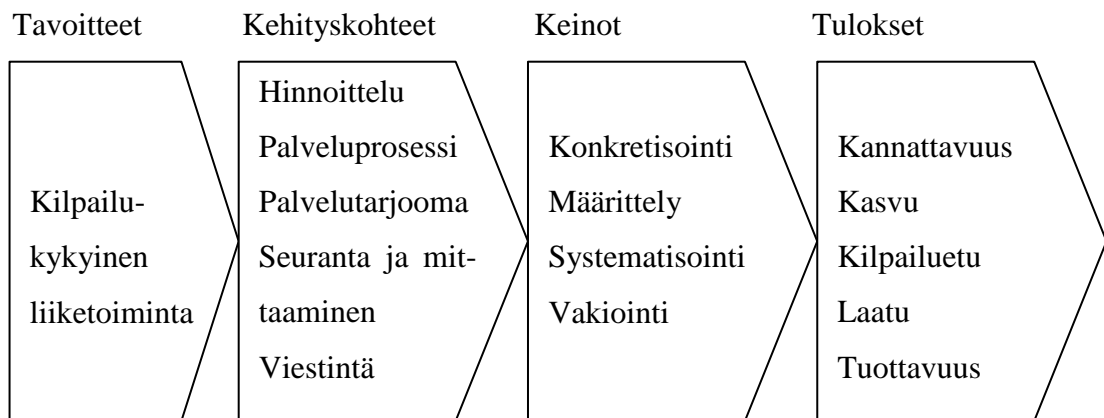 Tavoitteet
Kehityskohteet
Keinot
Tulokset
Kilpailu-
kykyinen
liiketoiminta
Hinnoittelu
Palveluprosessi
Palvelutarjooma
Seuranta ja mit-
taaminen
Viestintä
Konkretisointi
Määrittely
Systematisointi
Vakiointi
Kannattavuus
Kasvu
Kilpailuetu
Laatu
Tuottavuus